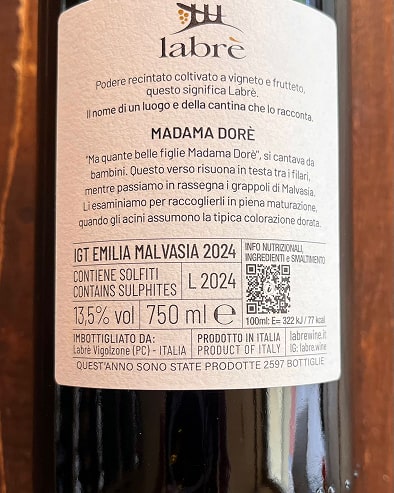 labrè
Podere recintato coltivato a vigneto e frutteto,
questo significa Labrè.
Il nome di un luogo e della cantina che lo racconta.
MADAMA DORÈ
"Ma quante belle figlie Madama Dorè", si cantava da
bambini. Questo verso risuona in testa tra i filari,
mentre passiamo in rassegna i grappoli di Malvasia.
Li esaminiamo per raccoglierli in piena maturazione,
quando gli acini assumono la tipica colorazione dorata.
IGT EMILIA MALVASIA 2024
CONTIENE SOLFITI
CONTAINS SULPHITES
L 2024
INFO NUTRIZIONALI,
INGREDIENTI e SMALTIMENTO
13,5% vol
750 ml ℮
100ml: E= 322 kJ / 77 kcal
IMBOTTIGLIATO DA:
Labrè Vigolzone (PC) - ITALIA
PRODOTTO IN ITALIA
PRODUCT OF ITALY
labrewine.it
IG: labre.wine
QUEST'ANNO SONO STATE PRODOTTE 2597 BOTTIGLIE